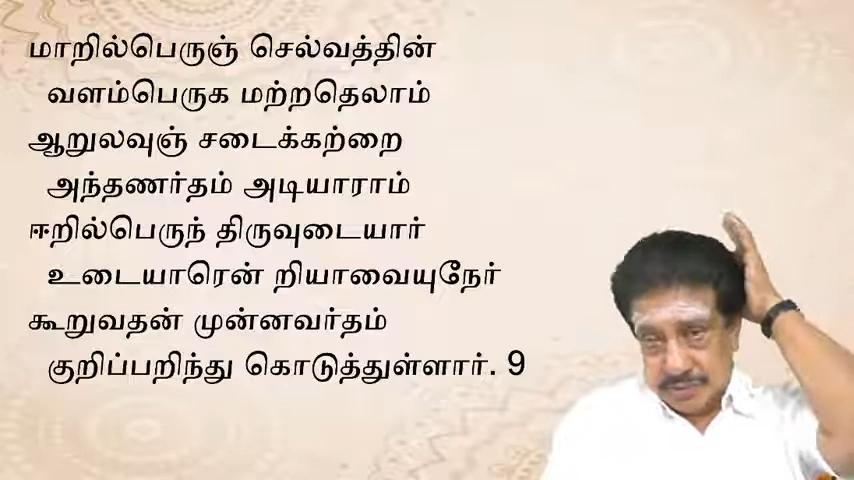 மாறில்பெருஞ் செல்வத்தின்
வளம்பெருக மற்றதெலாம்
ஆறுலவுஞ் சடைக்கற்றை
அந்தணர்தம் அடியாராம்
ஈறில்பெருந் திருவுடையார்
உடையாரென் றியாவையுநேர்
கூறுவதன் முன்னவர்தம்
குறிப்பறிந்து கொடுத்துள்ளார். 9